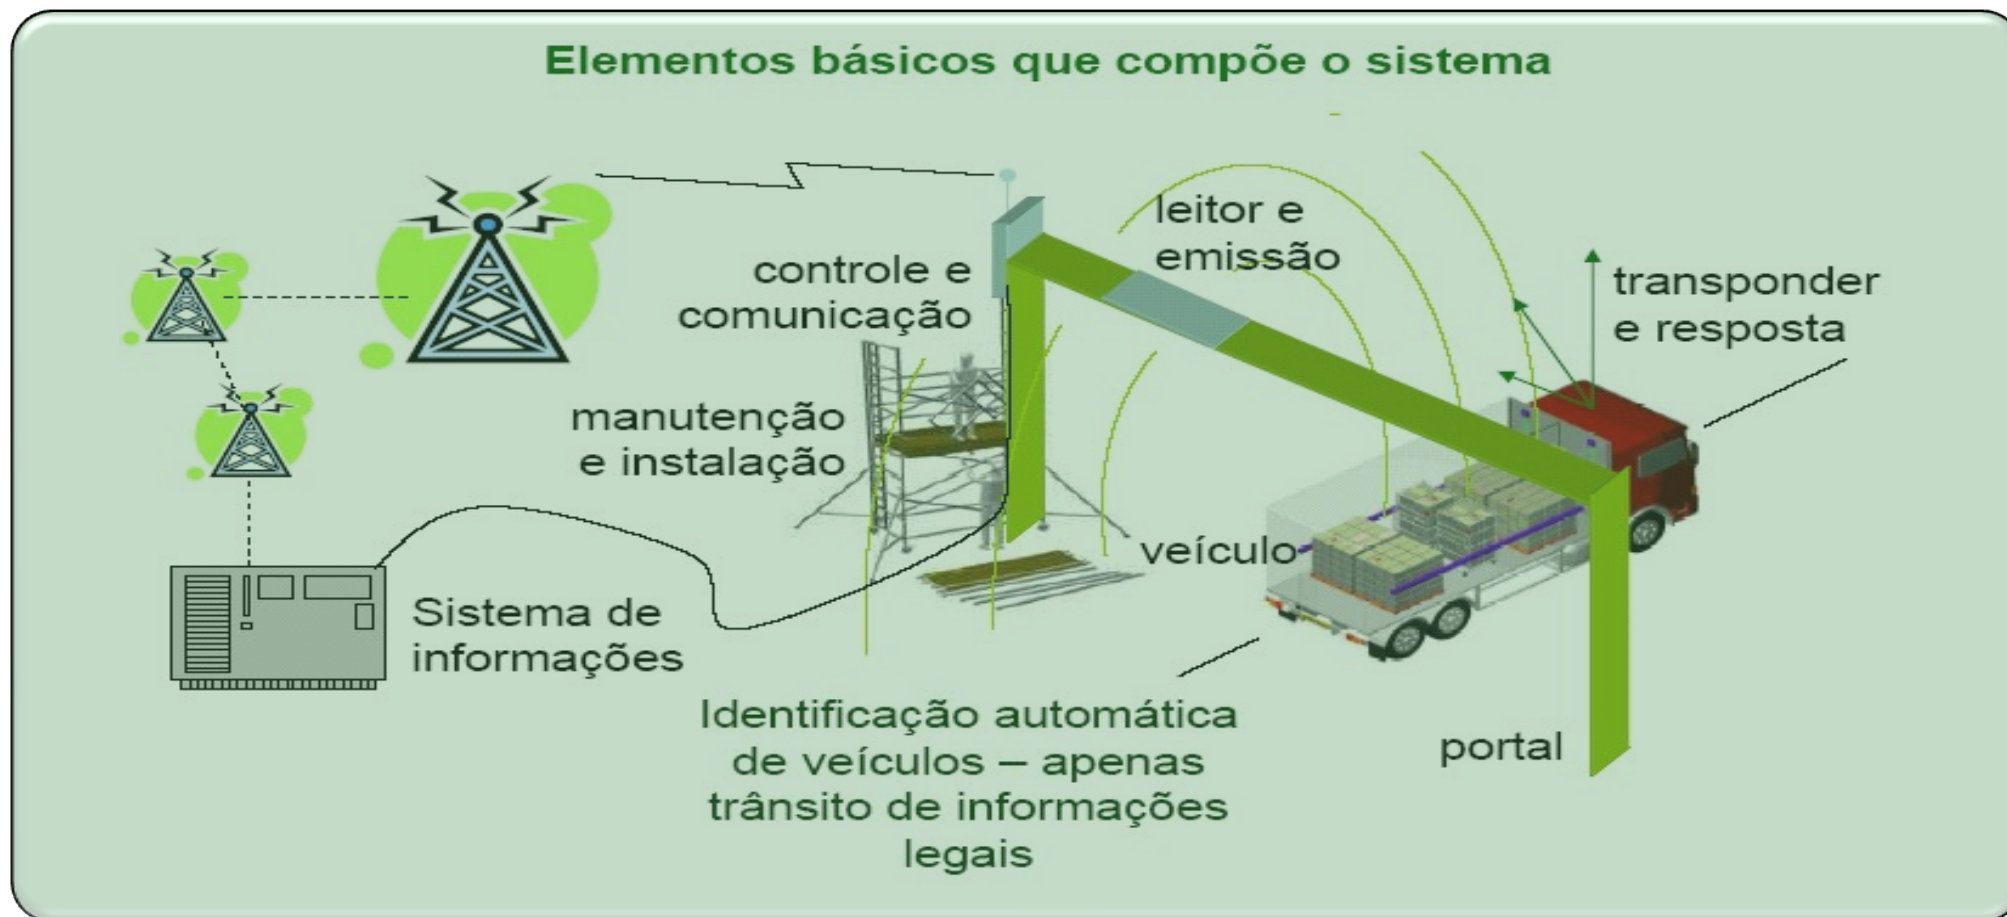 Elementos básicos que compõe o sistema
leitor e
emissão
controle e
comunicação
transponder
e resposta
manutenção
e instalação
veículo
Sistema de
informações
Identificação automática
de veículos – apenas
trânsito de informações
legais
portal